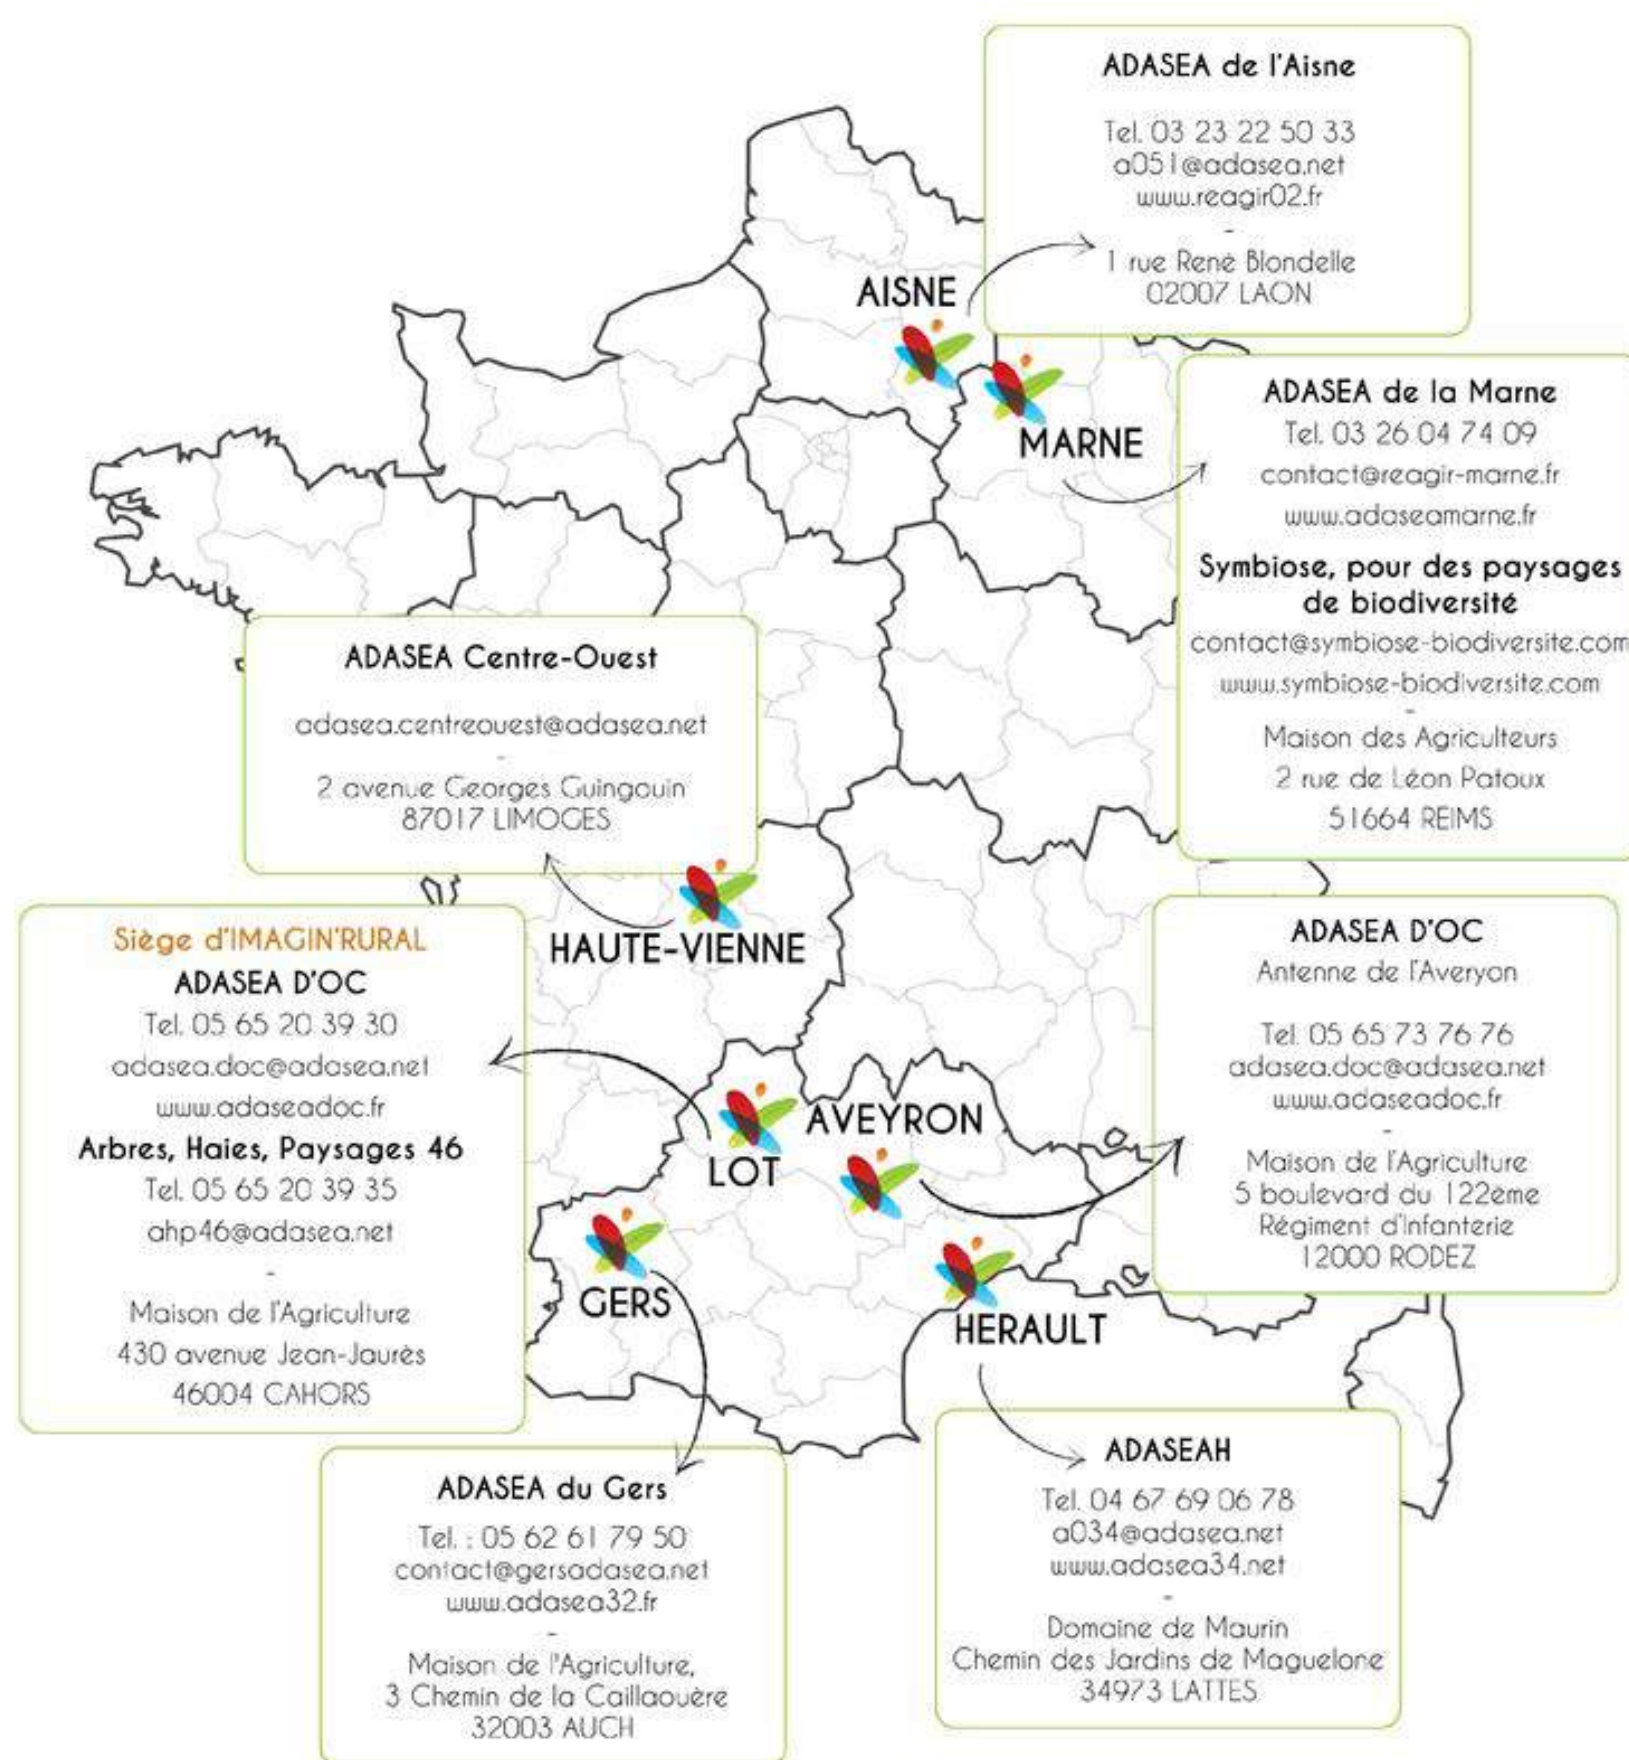 ADASEA de l'Aisne
Tel. 03 23 22 50 33
a051@adasea.net
www.reagir02.fr
-
1 rue René Blondelle
02007 LAON
AISNE
MARNE
ADASEA de la Marne
Tel. 03 26 04 74 09
contact@reagir-marne.fr
www.adaseamarne.fr
Symbiose, pour des paysages
de biodiversité
contact@symbiose-biodiversite.com
www.symbiose-biodiversite.com
-
Maison des Agriculteurs
2 rue de Léon Patoux
51664 REIMS
ADASEA Centre-Ouest
adasea.centreouest@adasea.net
-
2 avenue Georges Guingouin
87017 LIMOGES
HAUTE-VIENNE
Siège d'IMAGIN'RURAL
ADASEA D'OC
Tel. 05 65 20 39 30
adasea.doc@adasea.net
www.adaseadoc.fr
Arbres, Haies, Paysages 46
Tel. 05 65 20 39 35
ahp46@adasea.net
-
Maison de l'Agriculture
430 avenue Jean-Jaurès
46004 CAHORS
LOT
AVEYRON
ADASEA D'OC
Antenne de l'Averyon
Tel. 05 65 73 76 76
adasea.doc@adasea.net
www.adaseadoc.fr
-
Maison de l'Agriculture
5 boulevard du 122ème
Régiment d'infanterie
12000 RODEZ
GERS
HERAULT
ADASEA du Gers
Tel. : 05 62 61 79 50
contact@gersadasea.net
www.adasea32.fr
-
Maison de l'Agriculture,
3 Chemin de la Caillaouère
32003 AUCH
ADASEAH
Tel. 04 67 69 06 78
a034@adasea.net
www.adasea34.net
-
Domaine de Maurin
Chemin des Jardins de Maguelone
34973 LATTES